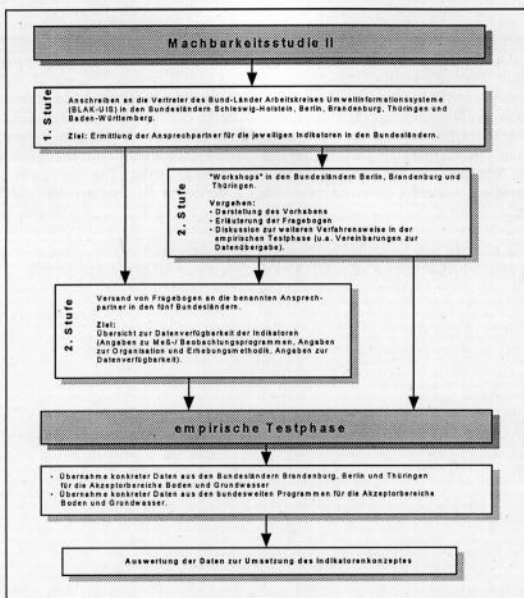 Machbarkeitsstudie II
1. Stufe
Anschreiben an die Vertreter des Bund-Länder Arbeitskreises Umweltinformationssysteme
(BLAK-UIS) in den Bundesländern Schleswig-Holstein, Berlin, Brandenburg, Thüringen und
Baden-Württemberg.
Ziel: Ermittlung der Ansprechpartner für die jeweiligen Indikatoren in den Bundesländern.
2. Stufe
"Workshops" in den Bundesländern Berlin, Brandenburg und
Thüringen.
Vorgehen:
• Darstellung des Vorhabens
• Erläuterung der Fragebogen
• Diskussion zur weiteren Verfahrensweise in der
empirischen Testphase (u.a. Vereinbarungen zur
Datenübergabe).
2. Stufe
Versand von Fragebogen an die benannten Ansprech-
partner in den fünf Bundesländern.
Ziel:
Übersicht zur Datenverfügbarkeit der Indikatoren
(Angaben zu Meß-/ Beobachtungsprogrammen, Angaben
zur Organisation und Erhebungsmethodik, Angaben zur
Datenverfügbarkeit).
empirische Testphase
• Übernahme konkreter Daten aus den Bundesländern Brandenburg, Berlin und Thüringen
für die Akzeptorbereiche Boden und Grundwasser
• Übernahme konkreter Daten aus den bundesweiten Programmen für die Akzeptorbereiche
Boden und Grundwasser.
Auswertung der Daten zur Umsetzung des Indikatorenkonzeptes